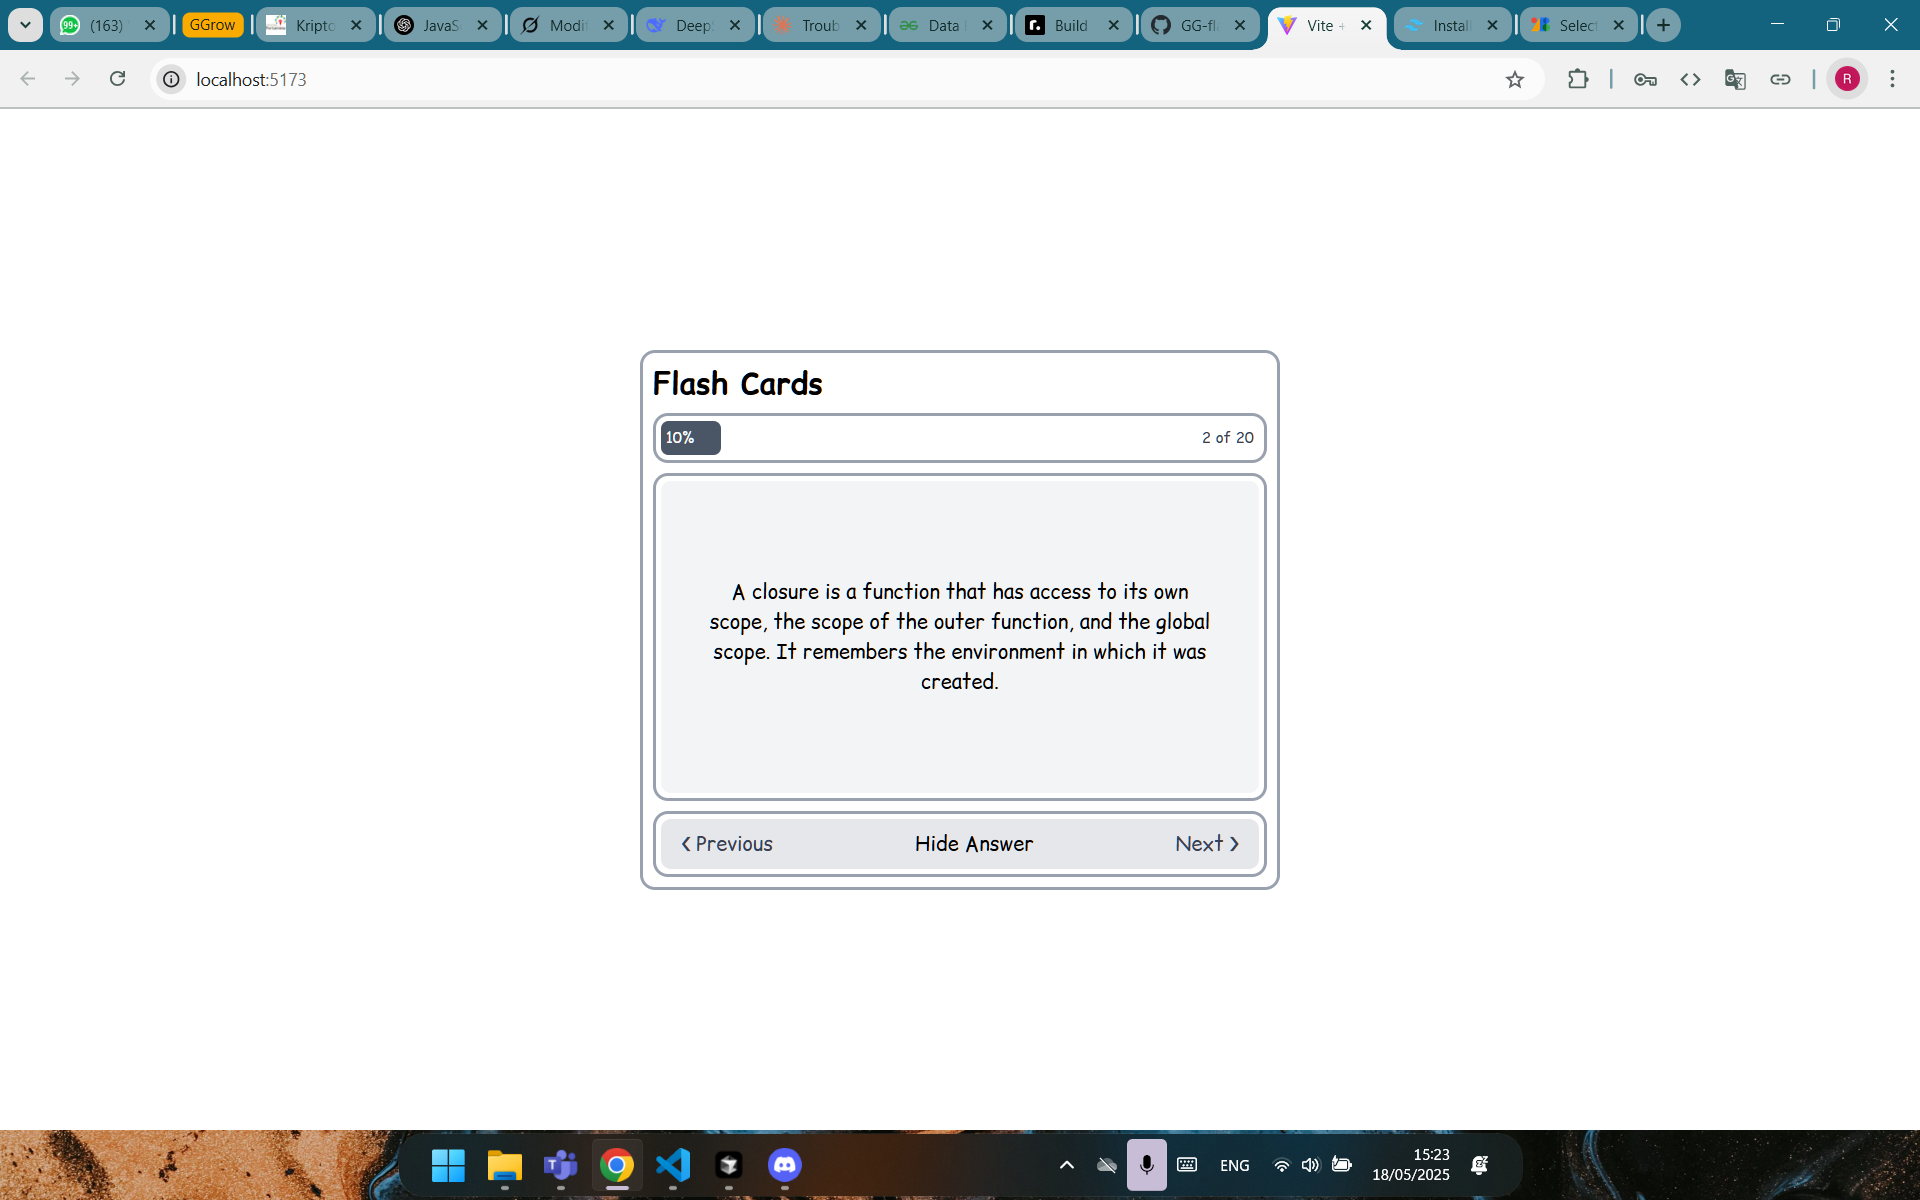 (163)
GGrow
Kripto
JavaS
Modif
Deep
Troub
Data
Build
GG-fl
Vite +
Install
Select
localhost:5173
R
Flash Cards
10%
2 of 20
A closure is a function that has access to its own
scope, the scope of the outer function, and the global
scope. It remembers the environment in which it was
created.
Previous
Hide Answer
Next
ENG
15:23
18/05/2025